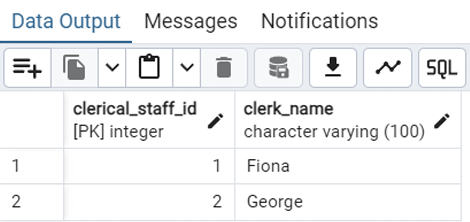 Data Output Messages Notifications
SQL
clerical_staff_id clerk_name
[PK] integer character varying (100)
1 1 Fiona
2 2 George